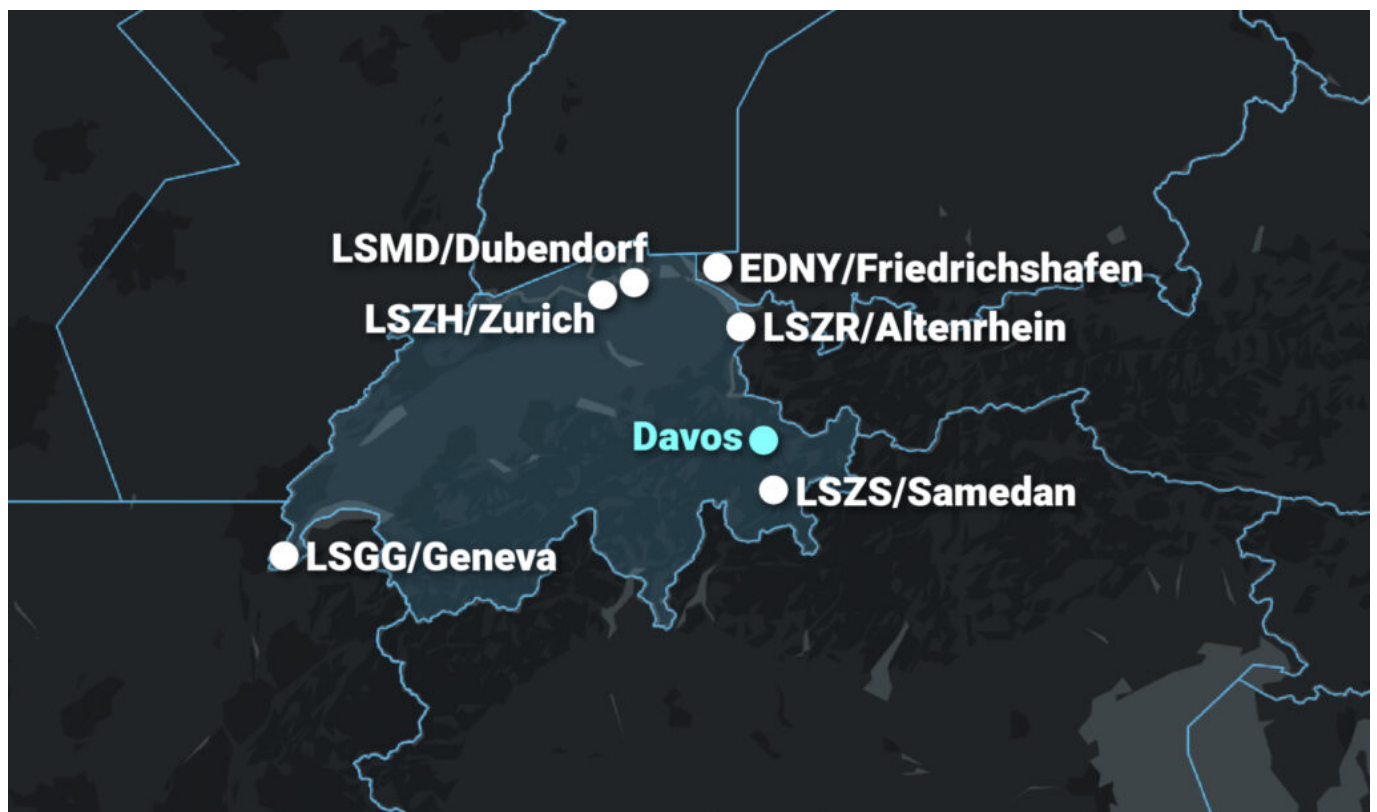 LSMD/Dubendorf
EDNY/Friedrichshafen
LSZH/Zurich
LSZR/Altenrhein
Davos
LSZS/Samedan
LSGG/Geneva